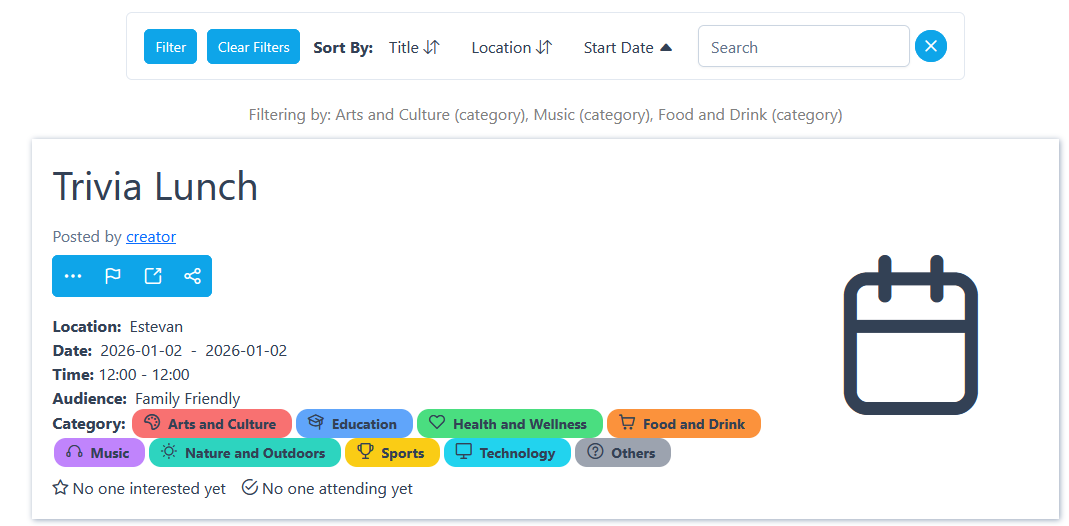 Filter Clear Filters Sort By: Title Location Start Date Search
Filtering by: Arts and Culture (category), Music (category), Food and Drink (category)
Trivia Lunch
Posted by creator
Location: Estevan
Date: 2026-01-02 - 2026-01-02
Time: 12:00 - 12:00
Audience: Family Friendly
Category: Arts and Culture Education Health and Wellness Food and Drink
Music Nature and Outdoors Sports Technology Others
No one interested yet No one attending yet